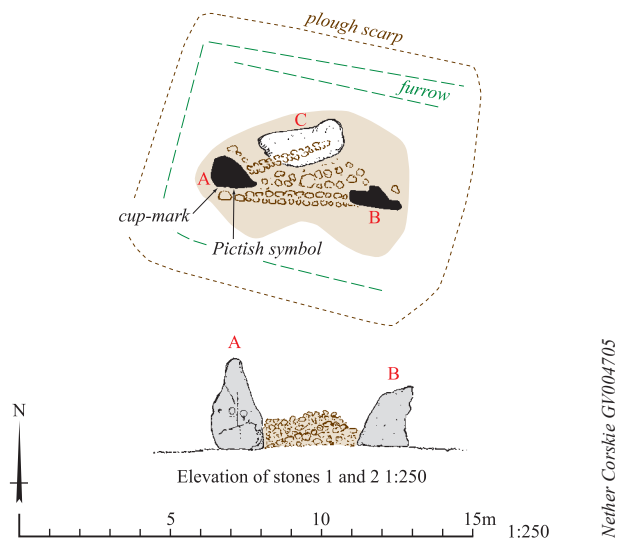 plough scarp
furrow
C
A
B
cup-mark
Pictish symbol
A
B
N
Elevation of stones 1 and 2 1:250
5
10
15m
1:250
Nether Corskie GV004705